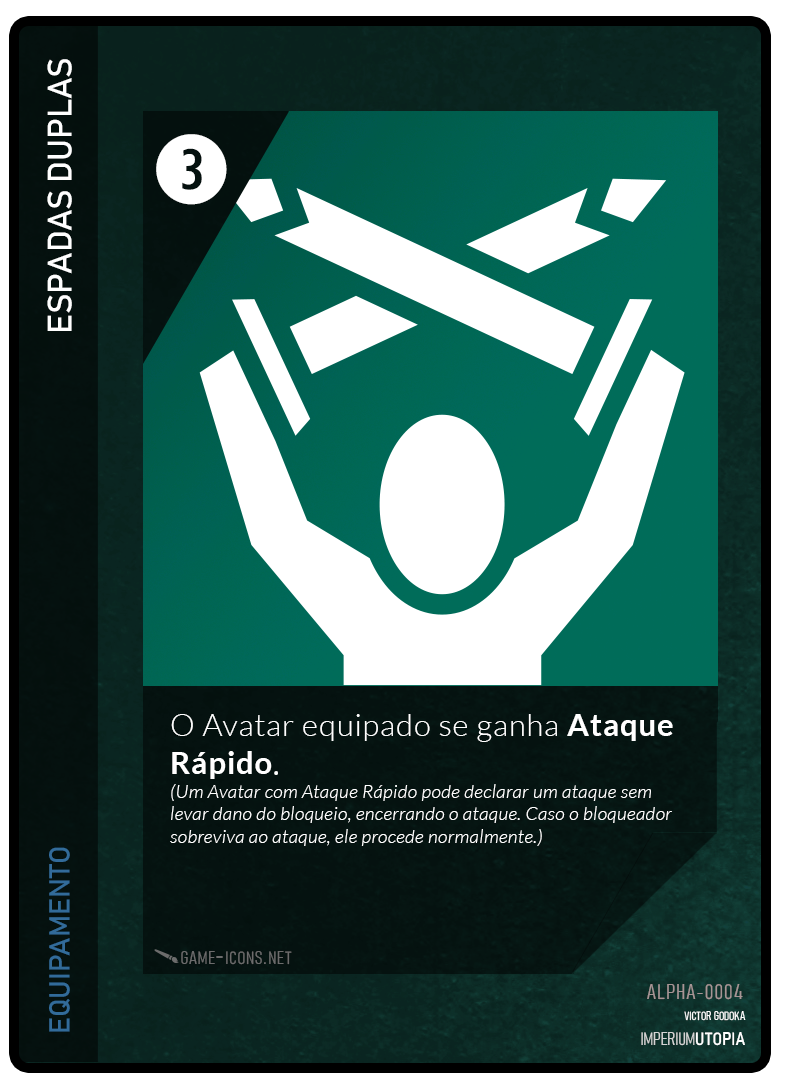 ESPADAS DUPLAS
3
O Avatar equipado se ganha Ataque
Rápido.
(Um Avatar com Ataque Rápido pode declarar um ataque sem
levar dano do bloqueio, encerrando o ataque. Caso o bloqueador
sobreviva ao ataque, ele procede normalmente.)
EQUIPAMENTO
GAME-ICONS.NET
ALPHA-0004
VICTOR GODOKA
IMPERIUMUTOPIA